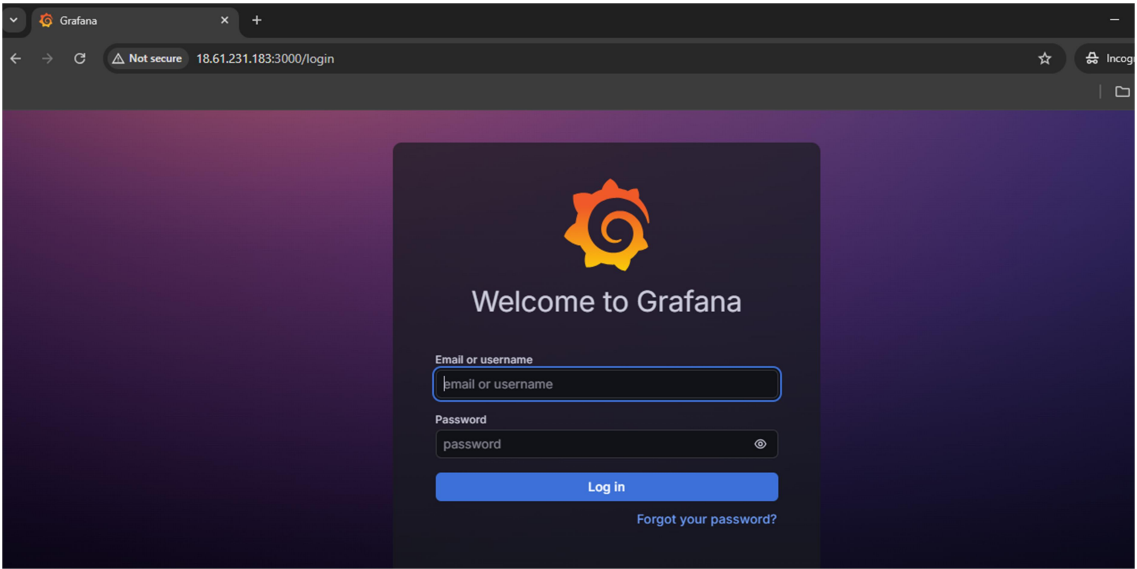 Grafana
Not secure 18.61.231.183:3000/login
Welcome to Grafana
Email or username
email or username
Password
password
Log in
Forgot your password?